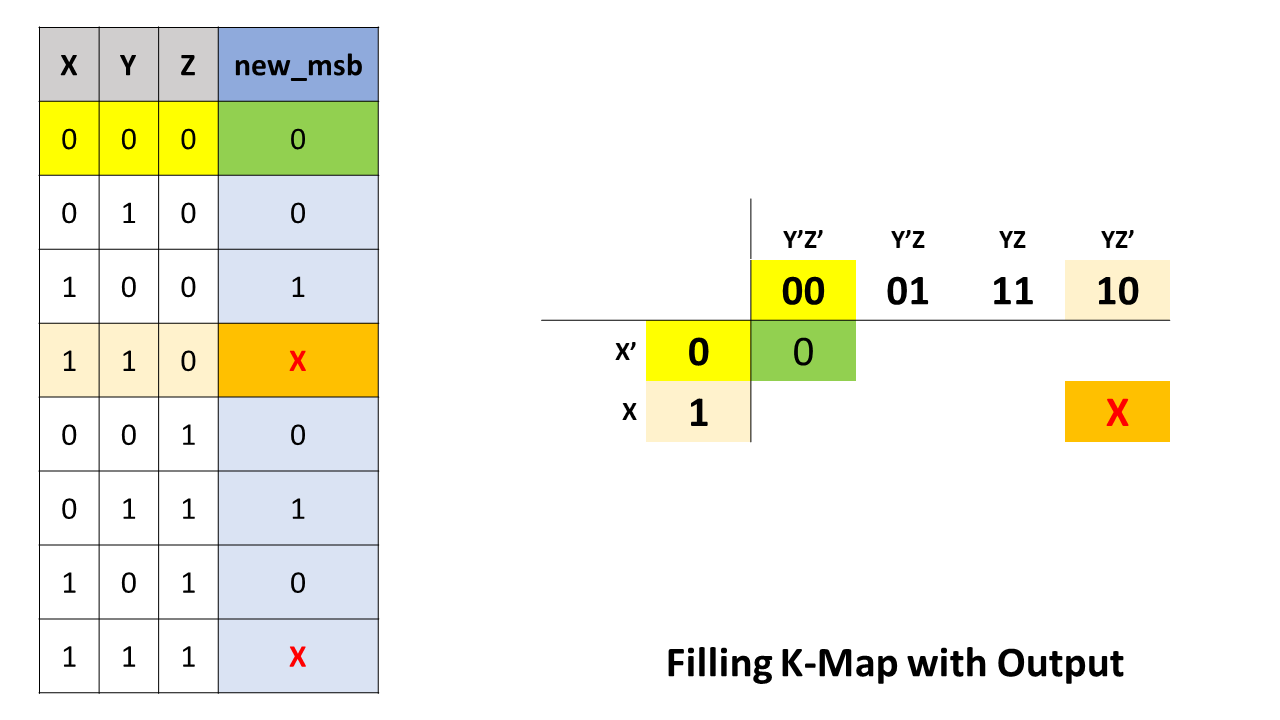 X Y Z new_msb
0 0 0 0
0 1 0 0
1 0 0 1
1 1 0 X
0 0 1 0
0 1 1 1
1 0 1 0
1 1 1 X
Y’Z’ Y’Z YZ YZ’
00 01 11 10
X’ 0 0
X 1 X
Filling K-Map with Output